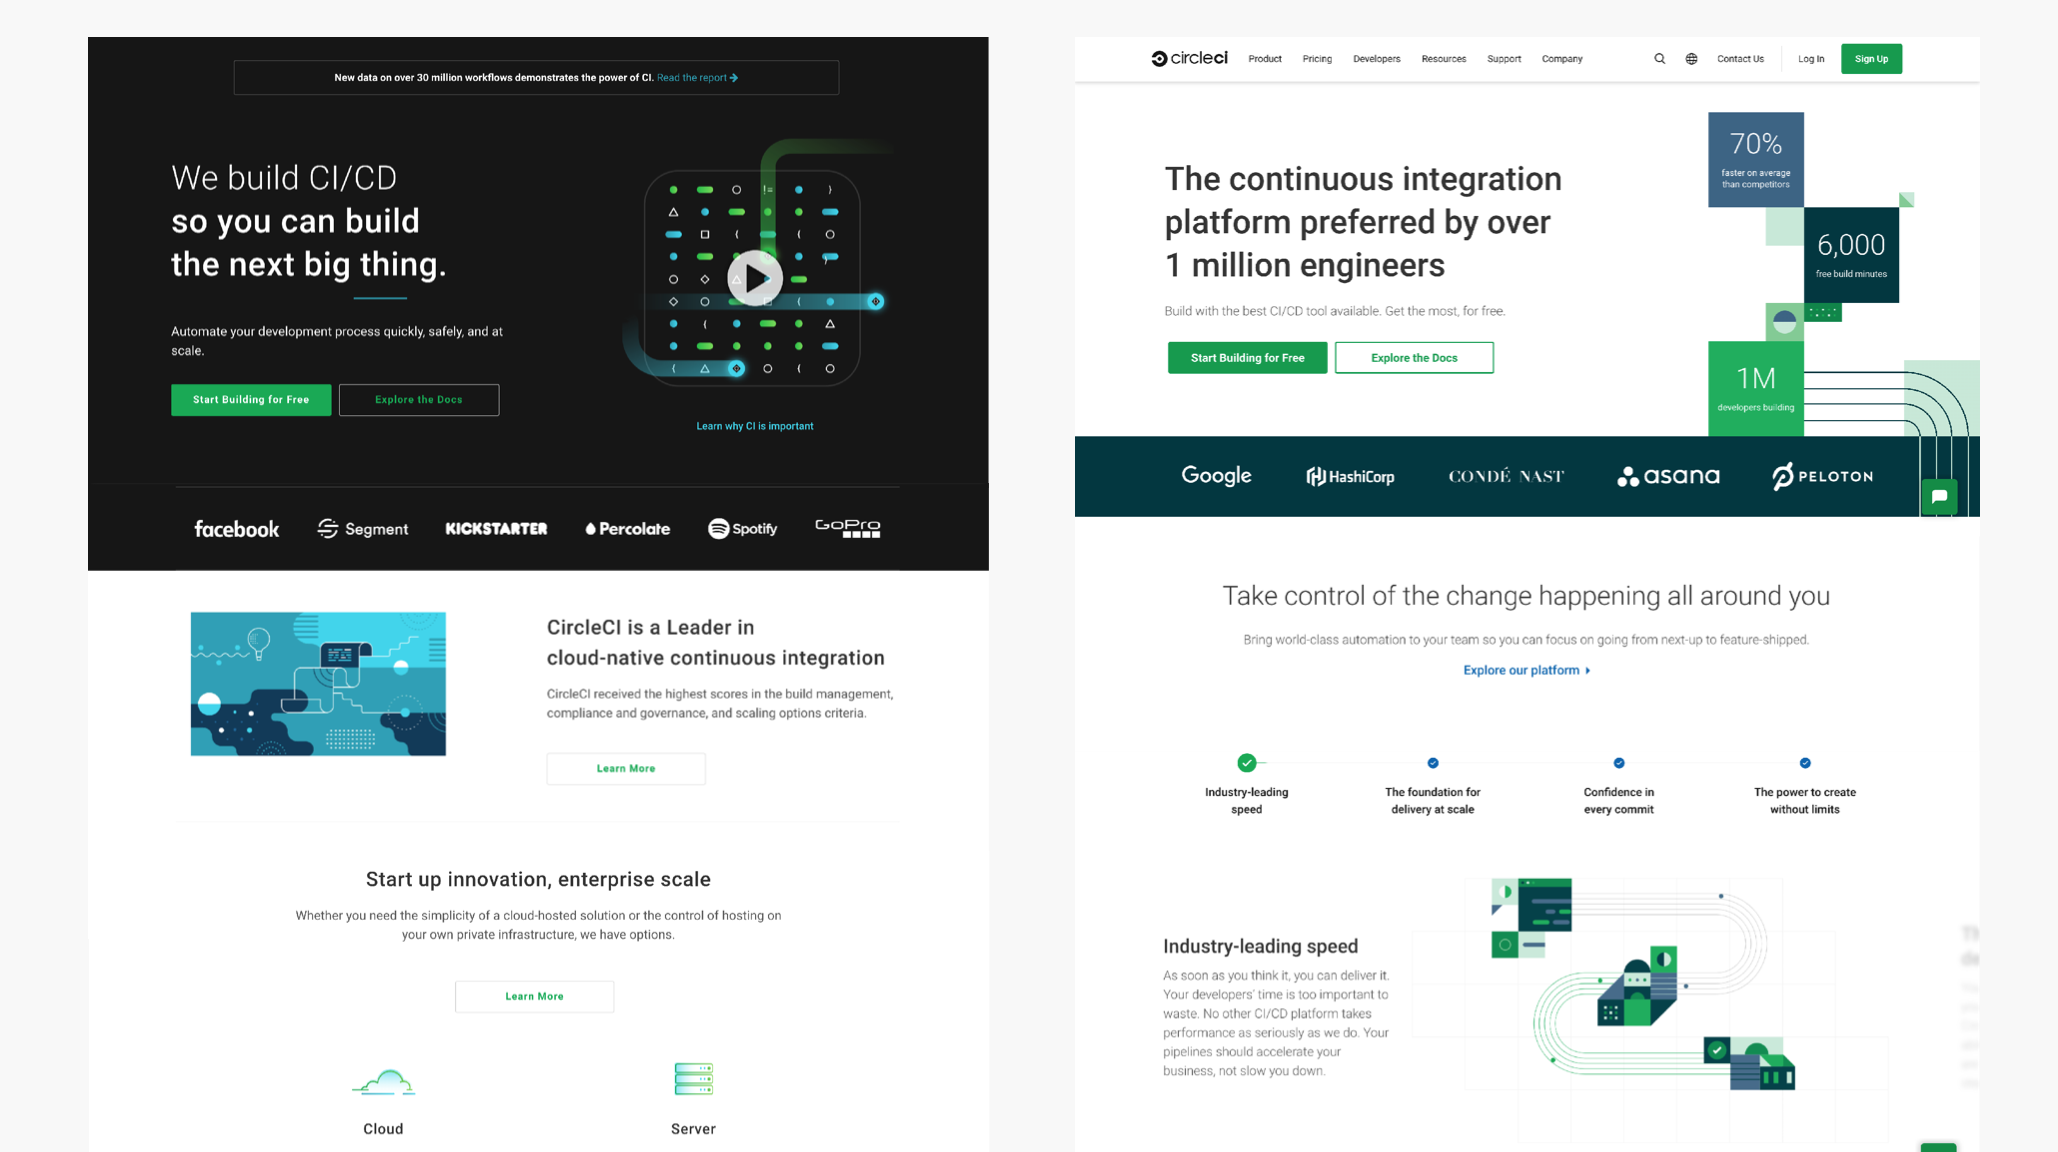 New data on over 30 million workflows demonstrates the power of CI. Read the report
We build CI/CD
so you can build
the next big thing.
Automate your development process quickly, safely, and at
scale.
Start Building for Free
Explore the Docs
Learn why CI is important
facebook
Segment
KICKSTARTER
Percolate
Spotify
GoPro
CircleCI is a Leader in
cloud-native continuous integration
CircleCI received the highest scores in the build management,
compliance and governance, and scaling options criteria.
Learn More
Start up innovation, enterprise scale
Whether you need the simplicity of a cloud-hosted solution or the control of hosting on
your own private infrastructure, we have options.
Learn More
Cloud
Server
circleci
Product
Pricing
Developers
Resources
Support
Company
Contact Us
Log In
Sign Up
The continuous integration
platform preferred by over
1 million engineers
Build with the best CI/CD tool available. Get the most, for free.
Start Building for Free
Explore the Docs
70%
faster on average
than competitors
6,000
free build minutes
1M
developers building
Google
HashiCorp
CONDÉ NAST
asana
PELOTON
Take control of the change happening all around you
Bring world-class automation to your team so you can focus on going from next-up to feature-shipped.
Explore our platform
Industry-leading
speed
The foundation for
delivery at scale
Confidence in
every commit
The power to create
without limits
Industry-leading speed
As soon as you think it, you can deliver it.
Your developers' time is too important to
waste. No other CI/CD platform takes
performance as seriously as we do. Your
pipelines should accelerate your
business, not slow you down.